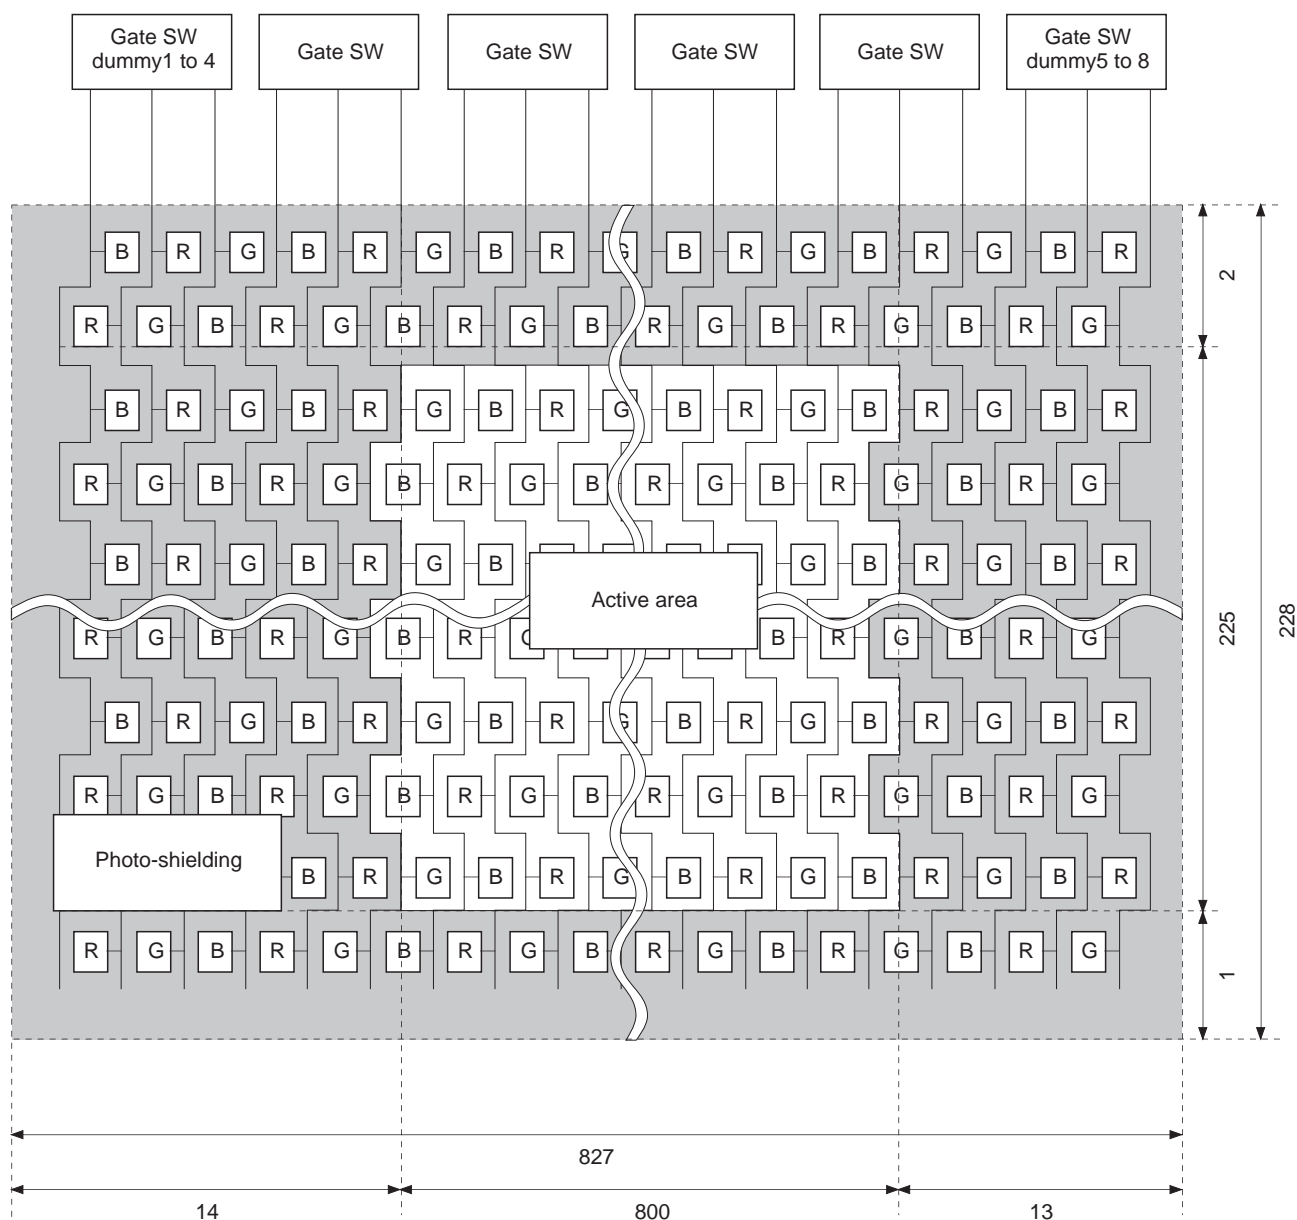 Gate SW
dummy1 to 4
Gate SW
Gate SW
Gate SW
Gate SW
Gate SW
dummy5 to 8
B R G B R G B R G B R G B R G B R
2
R G B R G B R G B R G B R G B R G
B R G B R G B R G B R G B R G B R
R G B R G B R G B R G B R G B R G
B R G B R G B G B R G B R
Active area
225
228
R G B R G B R B R G B R G
B R G B R G B R G B R G B R G B R
R G B R G B R G B R G B R G B R G
Photo-shielding
B R G B R G B R G B R G B R
R G B R G B R G B R G B R G B R G
1
827
14
800
13